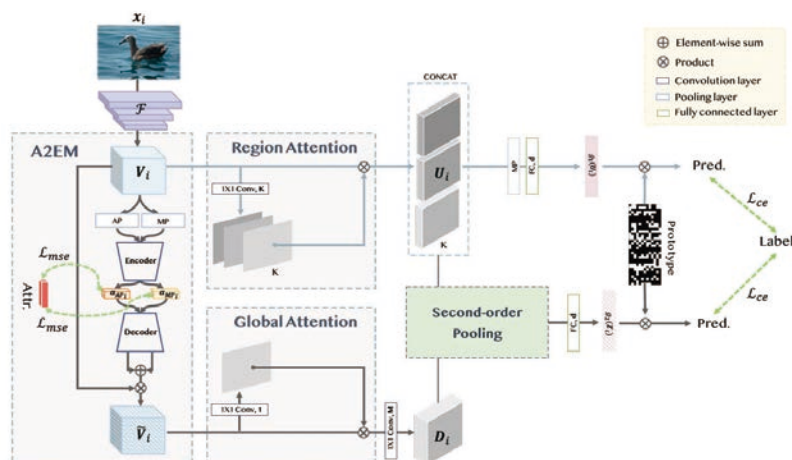 x_i
Element-wise sum
Product
Convolution layer
Pooling layer
Fully connected layer
F
CONCAT
A2EM
V_i
Region Attention
1X1 Conv, K
K
U_i
K
MP
FC, d
Pred.
L_ce
Label
L_ce
Pred.
Prototype
AP
MP
Encoder
L_mse
Attr.
L_mse
α_AP_i
α_MP_i
Decoder
Ṽ_i
Global Attention
1X1 Conv, 1
1X1 Conv, M
D_i
Second-order
Pooling
FC, d